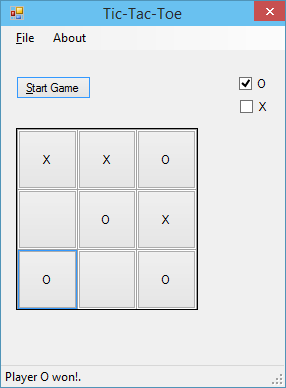 Tic-Tac-Toe
File About
Start Game
O
X
X X O
O X
O O
Player O won!.